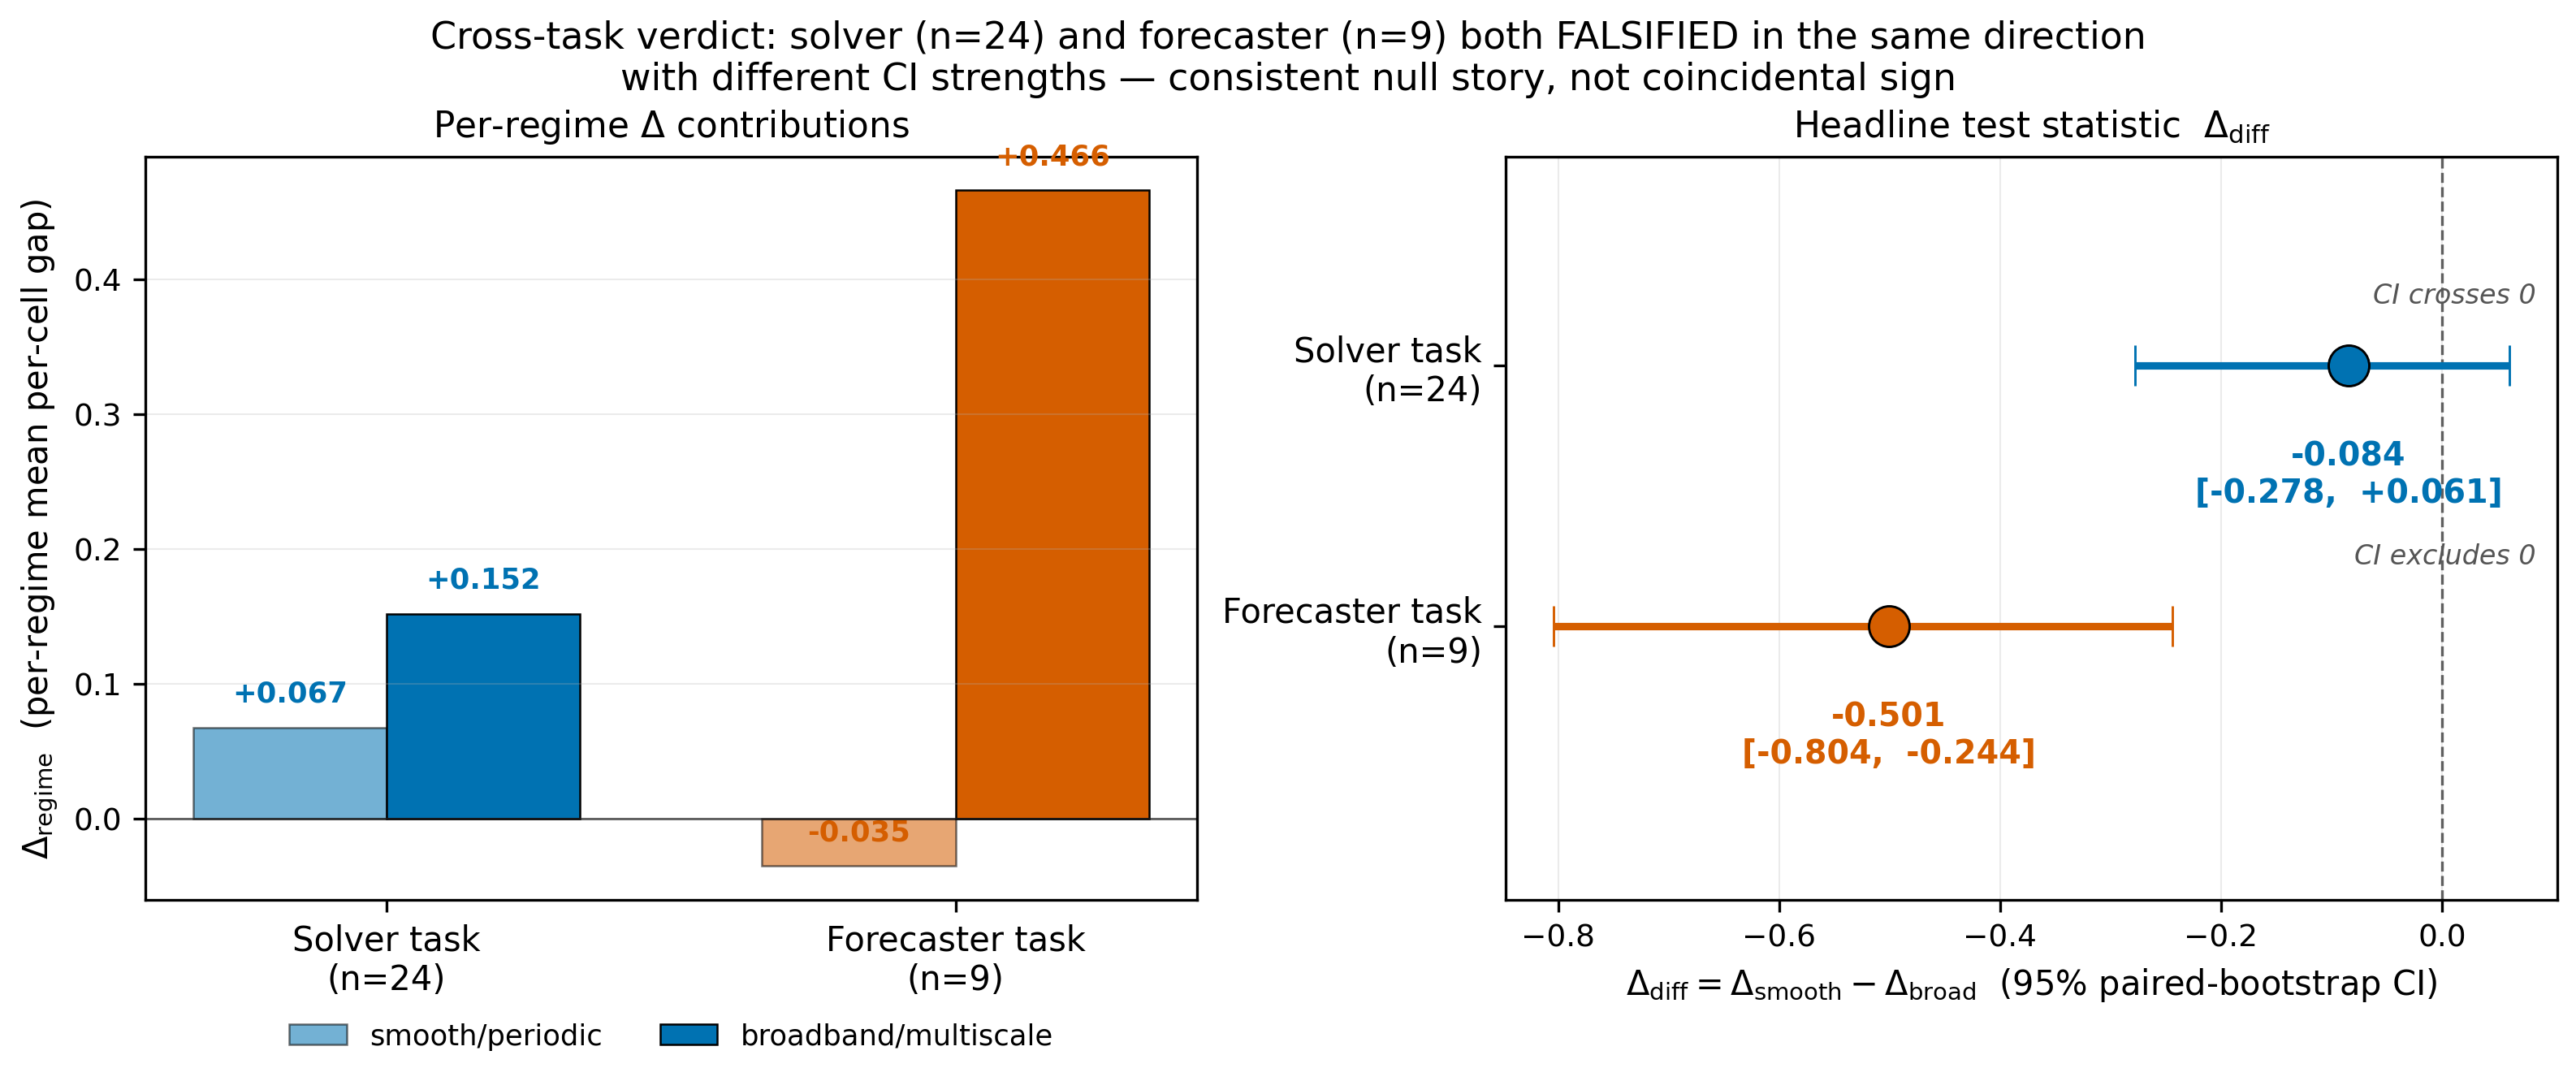 Cross-task verdict: solver (n=24) and forecaster (n=9) both FALSIFIED in the same direction
with different CI strengths — consistent null story, not coincidental sign
Per-regime Δ contributions
Δregime (per-regime mean per-cell gap)
0.4
0.3
0.2
0.1
0.0
+0.067
+0.152
-0.035
+0.466
Solver task
(n=24)
Forecaster task
(n=9)
smooth/periodic
broadband/multiscale
Headline test statistic Δdiff
Solver task
(n=24)
Forecaster task
(n=9)
CI crosses 0
-0.084
[-0.278, +0.061]
CI excludes 0
-0.501
[-0.804, -0.244]
−0.8
−0.6
−0.4
−0.2
0.0
Δdiff = Δsmooth − Δbroad (95% paired-bootstrap CI)